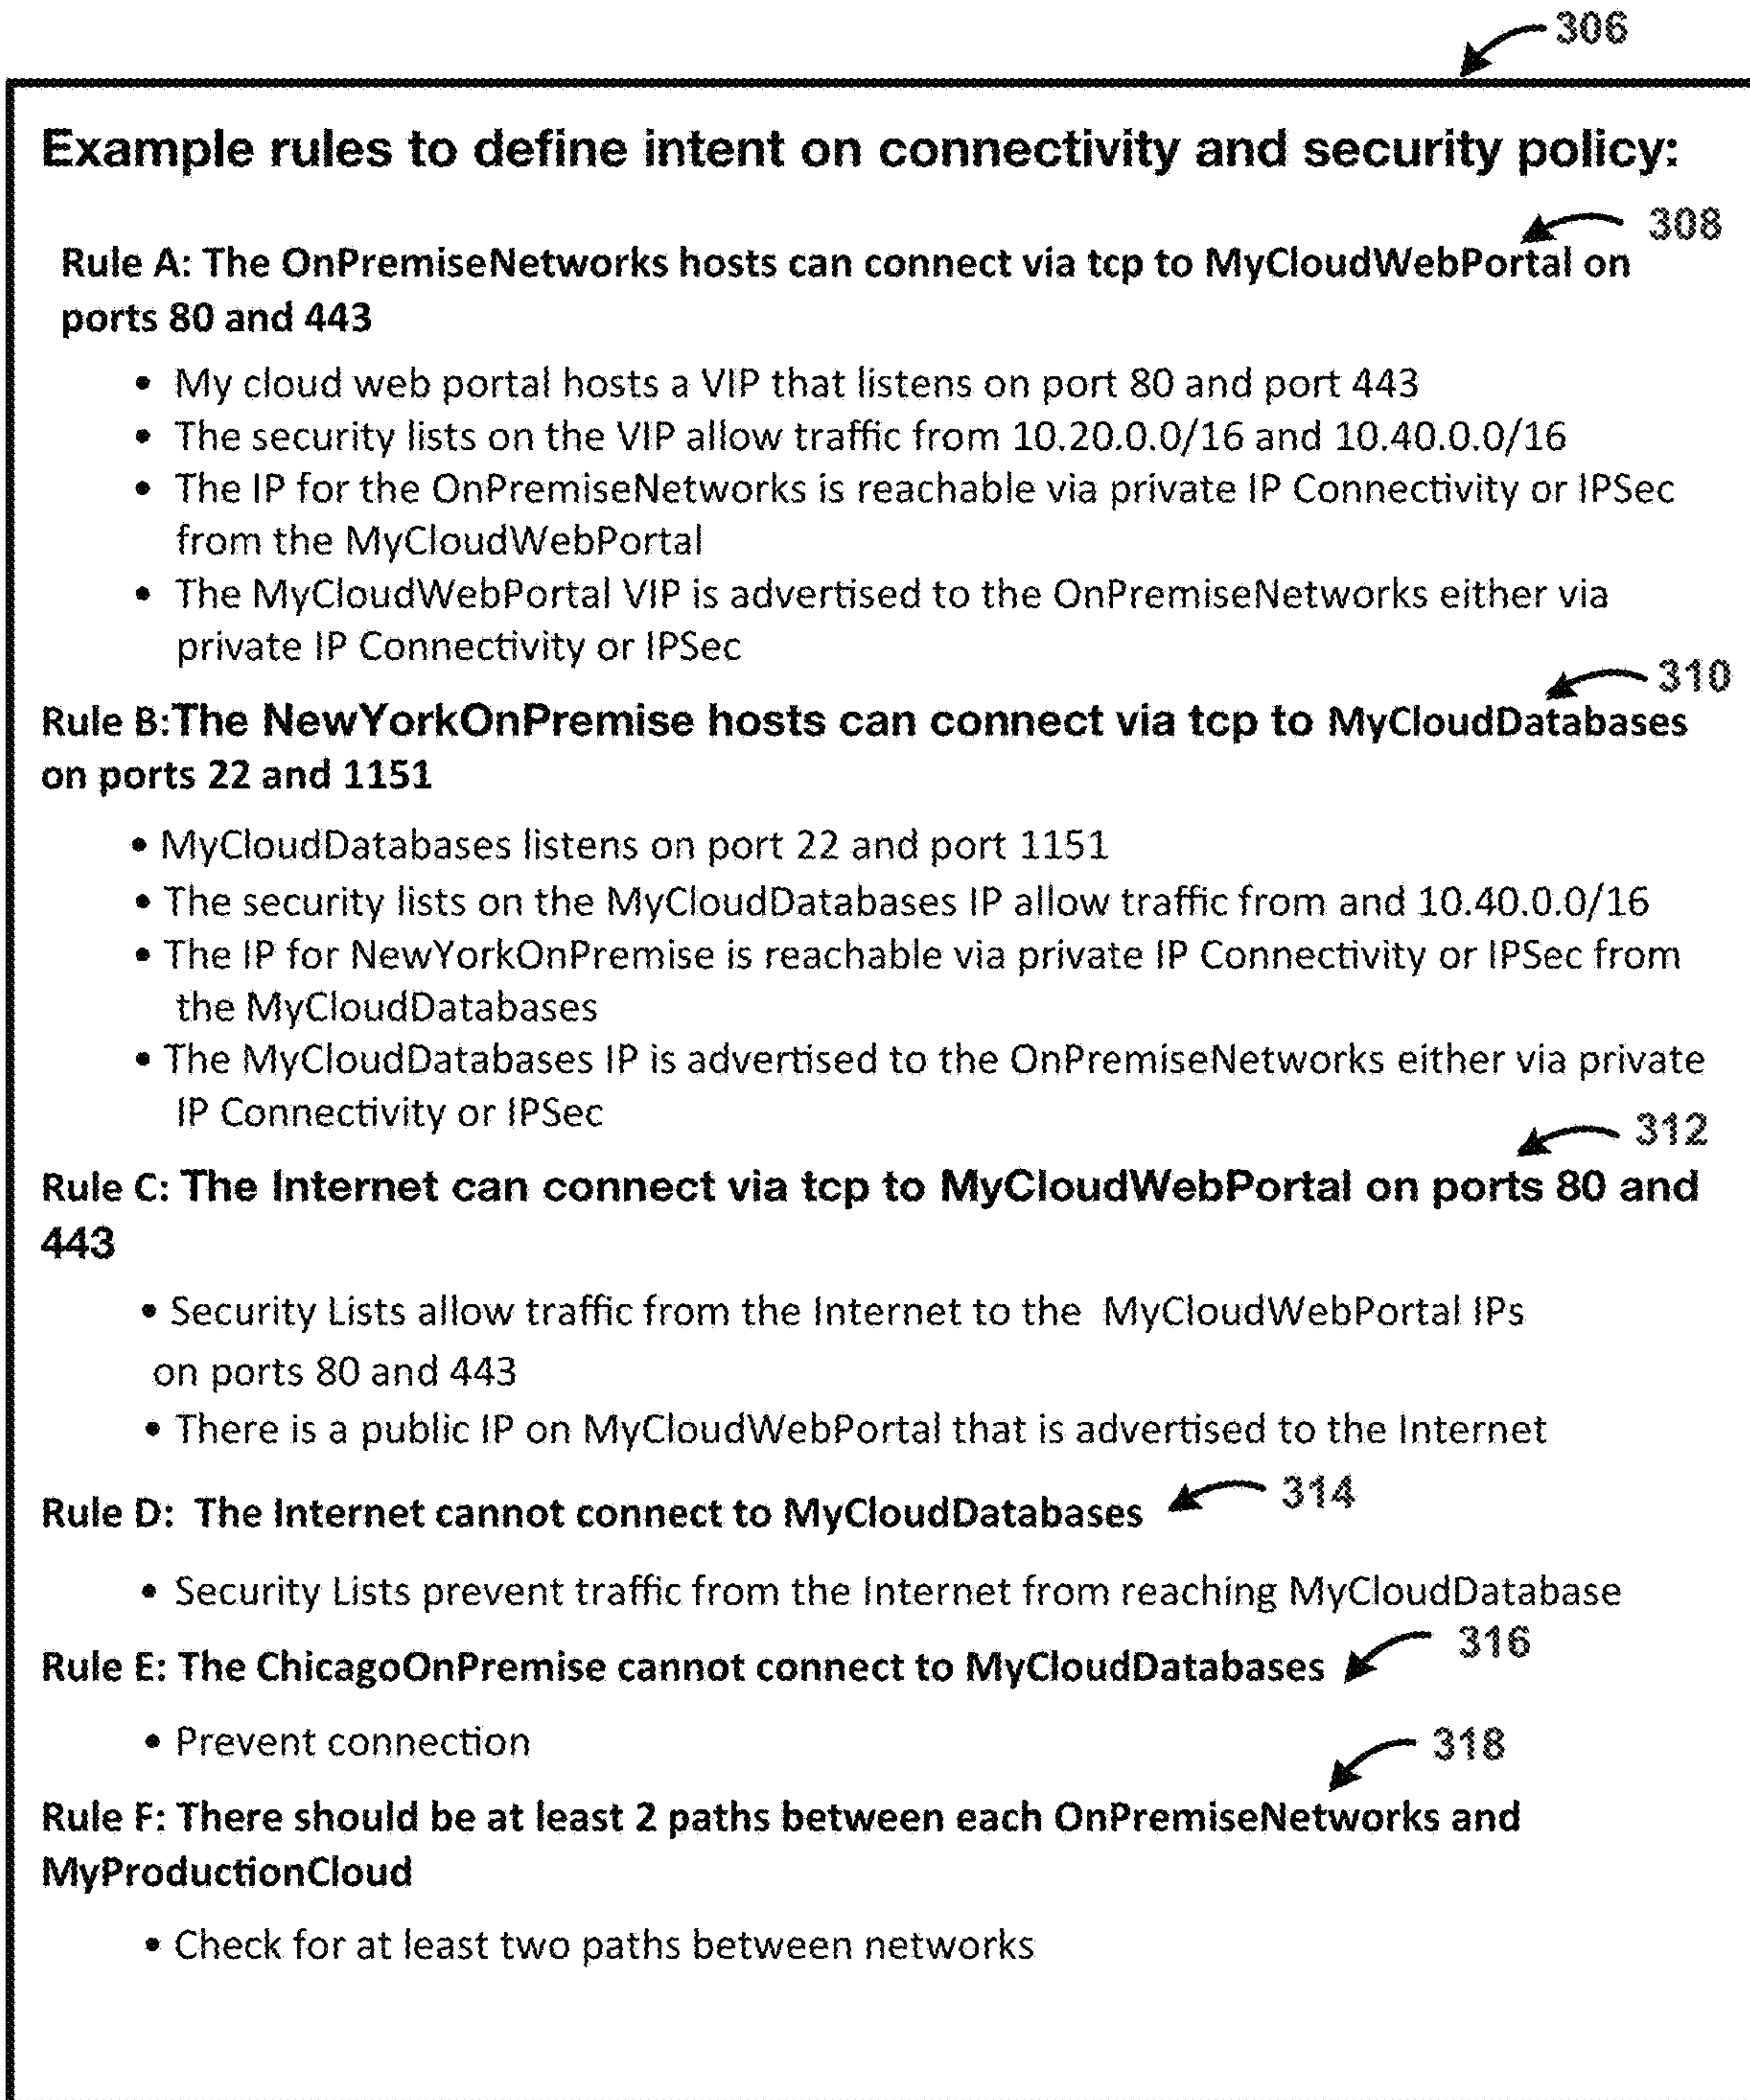 306
Example rules to define intent on connectivity and security policy:
308
Rule A: The OnPremiseNetworks hosts can connect via tcp to MyCloudWebPortal on
ports 80 and 443
• My cloud web portal hosts a VIP that listens on port 80 and port 443
• The security lists on the VIP allow traffic from 10.20.0.0/16 and 10.40.0.0/16
• The IP for the OnPremiseNetworks is reachable via private IP Connectivity or IPSec
from the MyCloudWebPortal
• The MyCloudWebPortal VIP is advertised to the OnPremiseNetworks either via
private IP Connectivity or IPSec
310
Rule B:The NewYorkOnPremise hosts can connect via tcp to MyCloudDatabases
on ports 22 and 1151
• MyCloudDatabases listens on port 22 and port 1151
• The security lists on the MyCloudDatabases IP allow traffic from and 10.40.0.0/16
• The IP for NewYorkOnPremise is reachable via private IP Connectivity or IPSec from
the MyCloudDatabases
• The MyCloudDatabases IP is advertised to the OnPremiseNetworks either via private
IP Connectivity or IPSec
312
Rule C: The Internet can connect via tcp to MyCloudWebPortal on ports 80 and
443
• Security Lists allow traffic from the Internet to the MyCloudWebPortal IPs
on ports 80 and 443
• There is a public IP on MyCloudWebPortal that is advertised to the Internet
Rule D: The Internet cannot connect to MyCloudDatabases 314
• Security Lists prevent traffic from the Internet from reaching MyCloudDatabase
Rule E: The ChicagoOnPremise cannot connect to MyCloudDatabases 316
• Prevent connection
318
Rule F: There should be at least 2 paths between each OnPremiseNetworks and
MyProductionCloud
• Check for at least two paths between networks